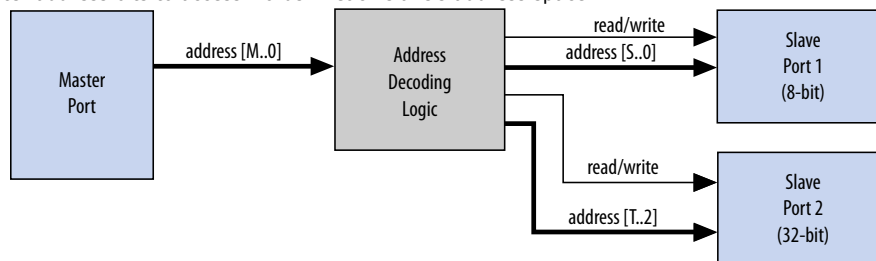 address [M..0]
Master
Port
Address
Decoding
Logic
read/write
address [S..0]
Slave
Port 1
(8-bit)
read/write
address [T..2]
Slave
Port 2
(32-bit)